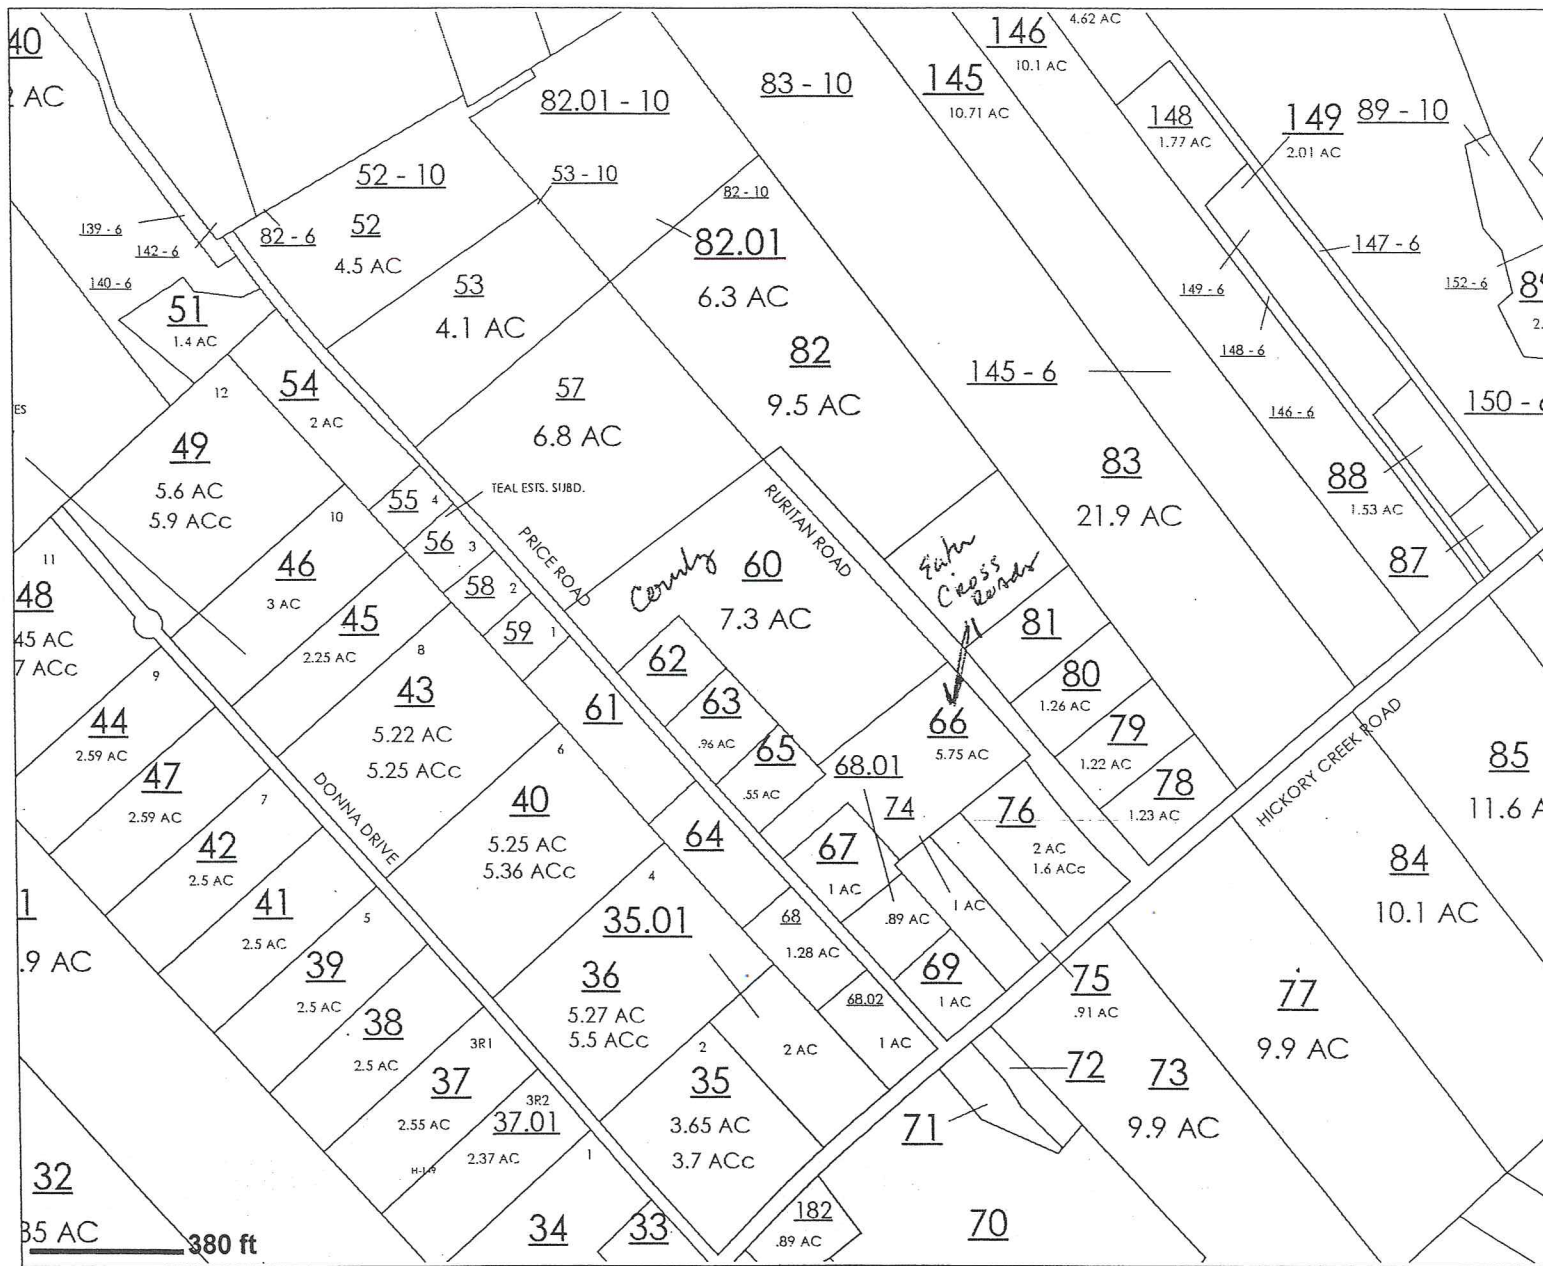 40
2 AC
82.01 - 10
83 - 10
145
10.71 AC
146
10.1 AC
4.62 AC
148
1.77 AC
149
2.01 AC
89 - 10
52 - 10
53 - 10
82 - 10
139 - 6
142 - 6
82 - 6
52
4.5 AC
140 - 6
53
4.1 AC
82.01
6.3 AC
149 - 6
147 - 6
152 - 6
51
1.4 AC
148 - 6
82
9.5 AC
145 - 6
146 - 6
150 - 6
ES
12
54
2 AC
57
6.8 AC
49
5.6 AC
5.9 ACc
83
21.9 AC
88
1.53 AC
55
4
TEAL ESTS. SUBD.
RURITAN ROAD
10
56
3
PRICE ROAD
87
11
48
45 AC
7 ACc
46
3 AC
58
2
County
60
7.3 AC
CROSS
ROADS
45
2.25 AC
59
1
81
9
8
62
80
1.26 AC
44
2.59 AC
43
5.22 AC
5.25 ACc
61
63
.96 AC
66
5.75 AC
79
1.22 AC
HICKORY CREEK ROAD
85
11.6 A
47
2.59 AC
DONNA DRIVE
6
65
.55 AC
68.01
78
1.23 AC
7
40
5.25 AC
5.36 ACc
64
74
76
2 AC
1.6 ACc
42
2.5 AC
67
1 AC
84
10.1 AC
1
.9 AC
41
2.5 AC
5
4
35.01
68
1.28 AC
.89 AC
1 AC
39
2.5 AC
36
5.27 AC
5.5 ACc
69
1 AC
75
.91 AC
77
9.9 AC
38
2.5 AC
68.02
1 AC
3R1
2
2 AC
72
37
2.55 AC
35
3.65 AC
3.7 ACc
73
9.9 AC
3R2
37.01
2.37 AC
71
1
32
35 AC
34
33
182
.89 AC
70
380 ft